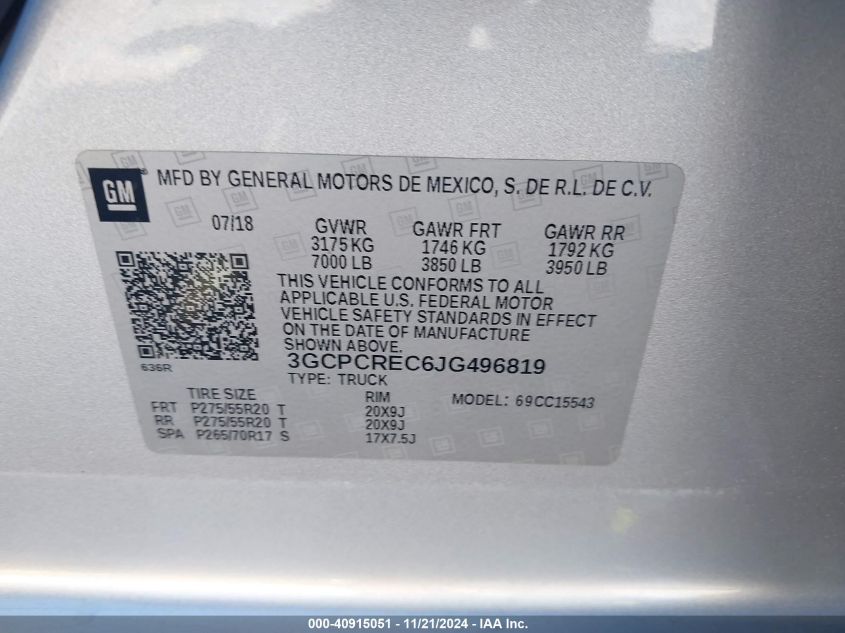 GM
MFD BY GENERAL MOTORS DE MEXICO, S. DE R.L. DE C.V.
07/18 GVWR GAWR FRT GAWR RR
3175 KG 1746 KG 1792 KG
7000 LB 3850 LB 3950 LB
THIS VEHICLE CONFORMS TO ALL
APPLICABLE U.S. FEDERAL MOTOR
VEHICLE SAFETY STANDARDS IN EFFECT
ON THE DATE OF MANUFACTURE
SHOWN ABOVE.
3GCPCREC6JG496819
636R
TYPE: TRUCK
TIRE SIZE RIM MODEL: 69CC15543
FRT P275/55R20 T 20X9J
RR P275/55R20 T 20X9J
SPA P265/70R17 S 17X7.5J
000-40915051 - 11/21/2024 - IAA Inc.